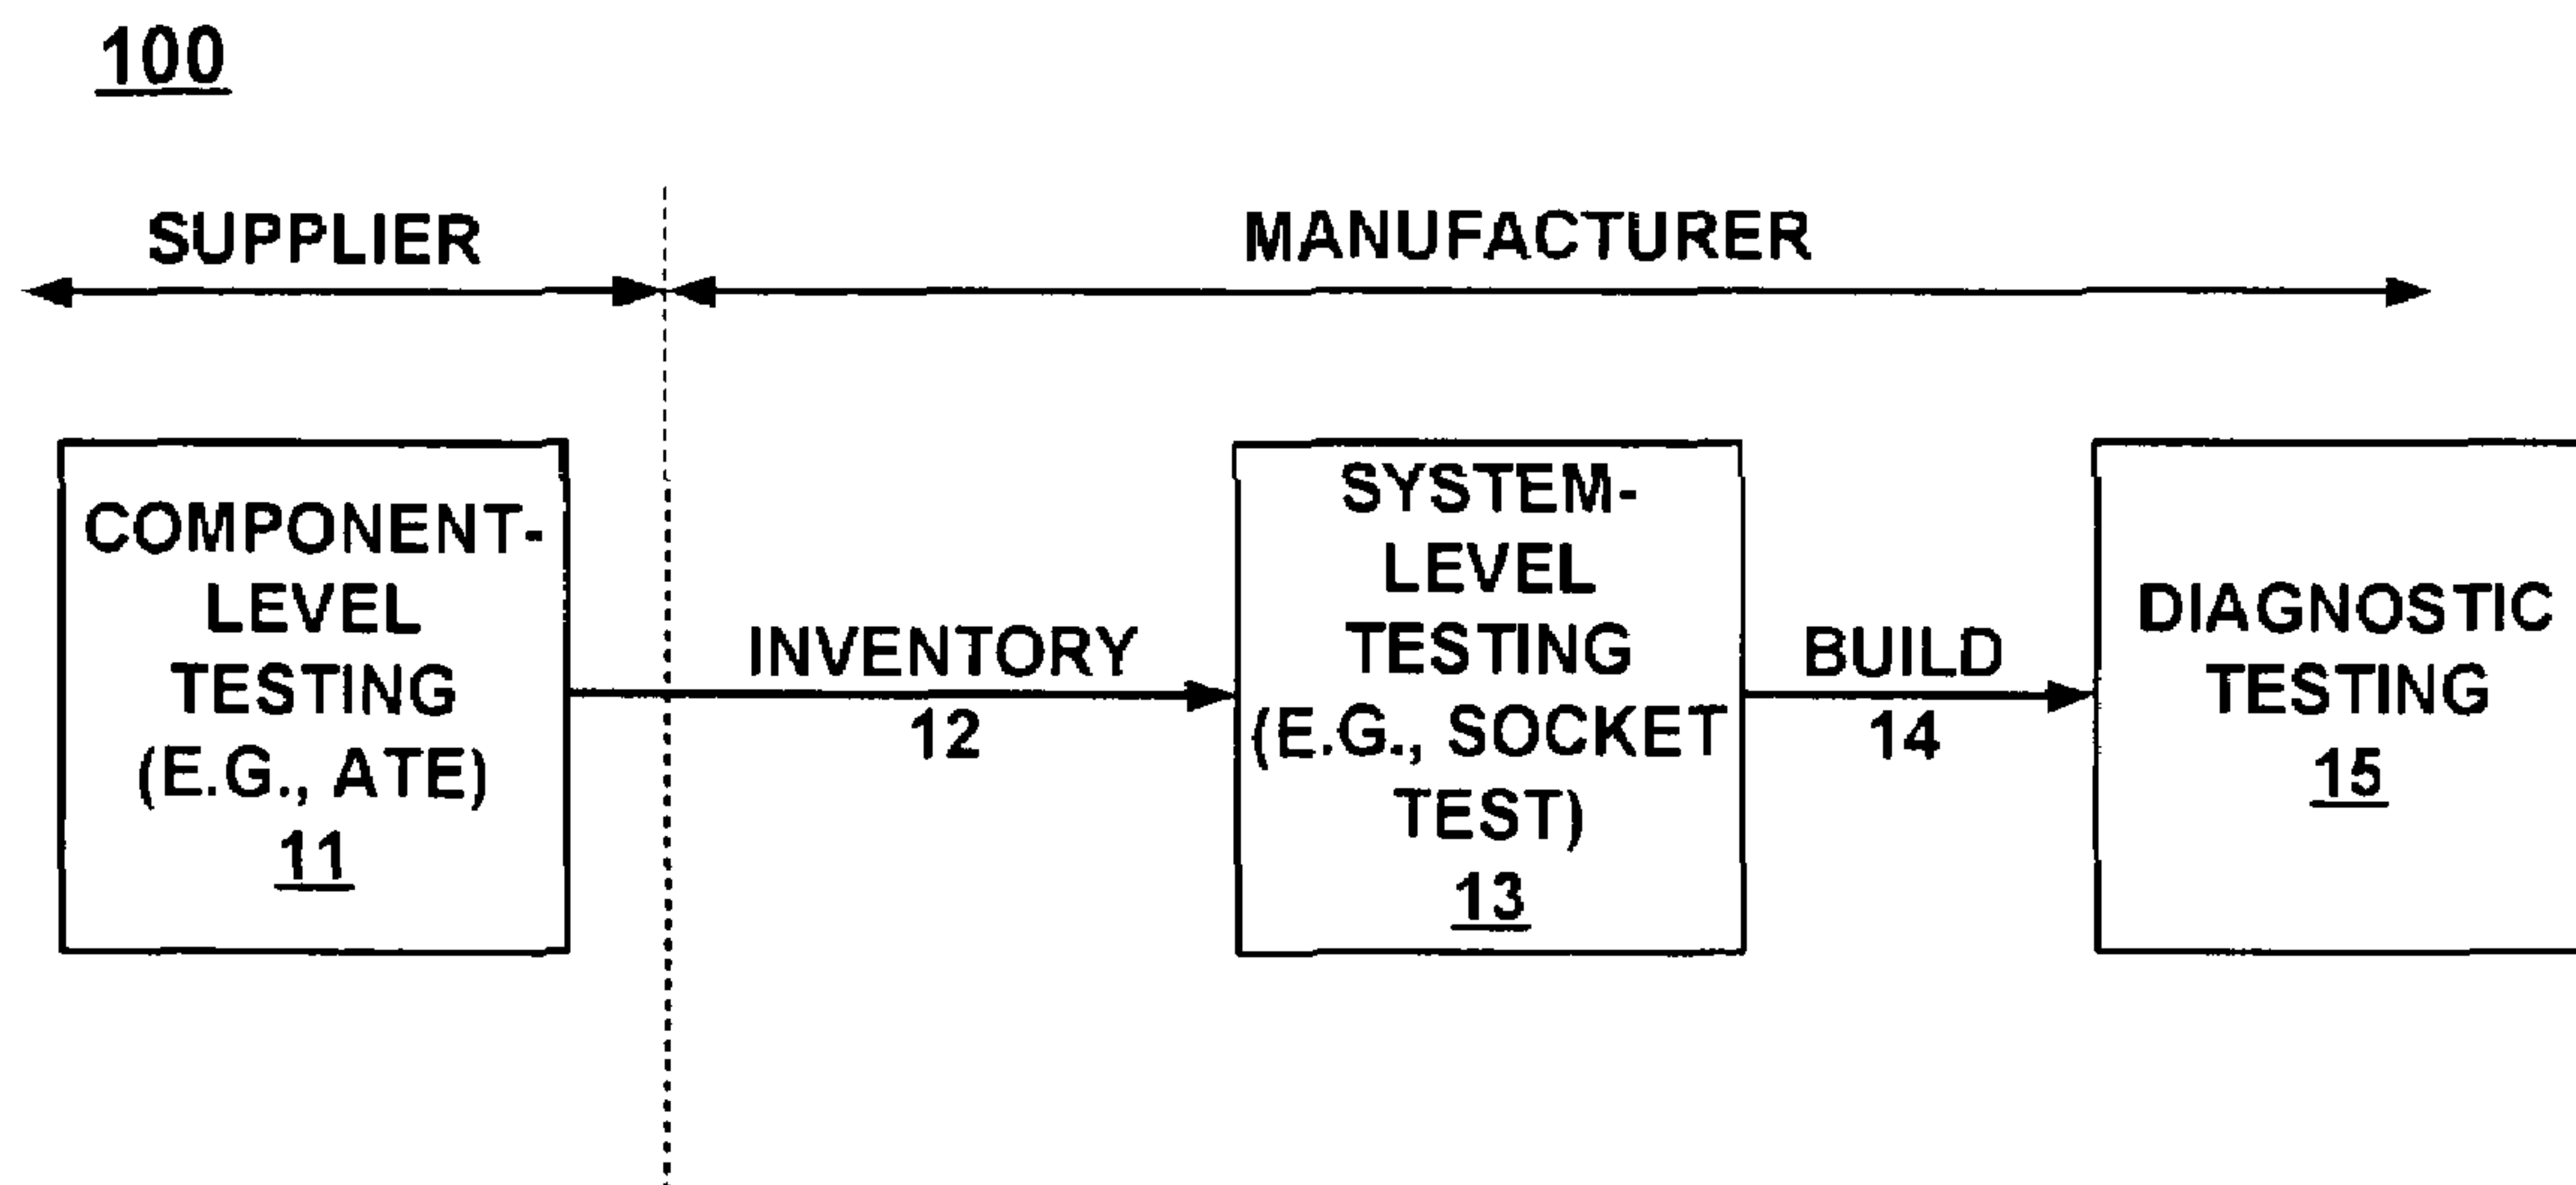 100
SUPPLIER
MANUFACTURER
COMPONENT-
LEVEL
TESTING
(E.G., ATE)
11
INVENTORY
12
SYSTEM-
LEVEL
TESTING
(E.G., SOCKET
TEST)
13
BUILD
14
DIAGNOSTIC
TESTING
15